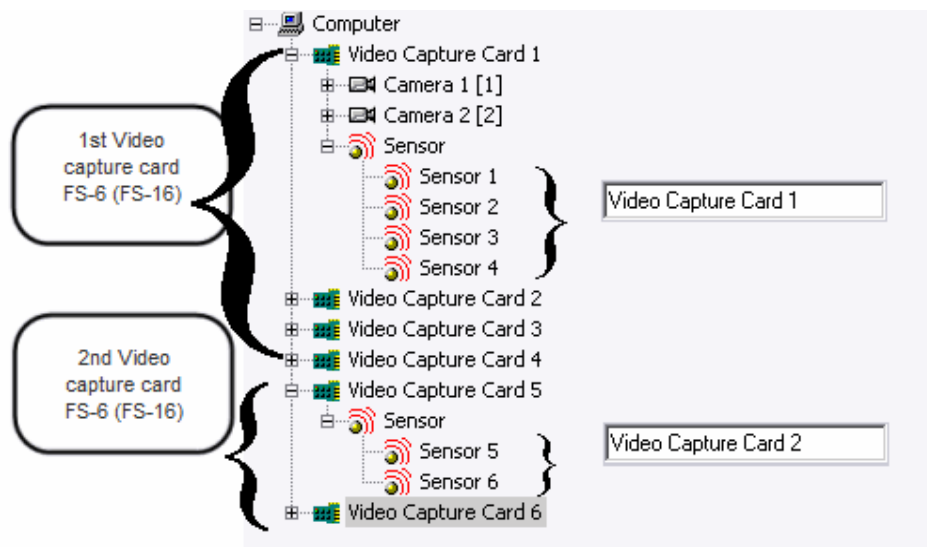 Computer
Video Capture Card 1
Camera 1 [1]
Camera 2 [2]
Sensor
Sensor 1
Sensor 2
Sensor 3
Sensor 4
Video Capture Card 2
Video Capture Card 3
Video Capture Card 4
Video Capture Card 5
Sensor
Sensor 5
Sensor 6
Video Capture Card 6
1st Video
capture card
FS-6 (FS-16)
2nd Video
capture card
FS-6 (FS-16)
Video Capture Card 1
Video Capture Card 2